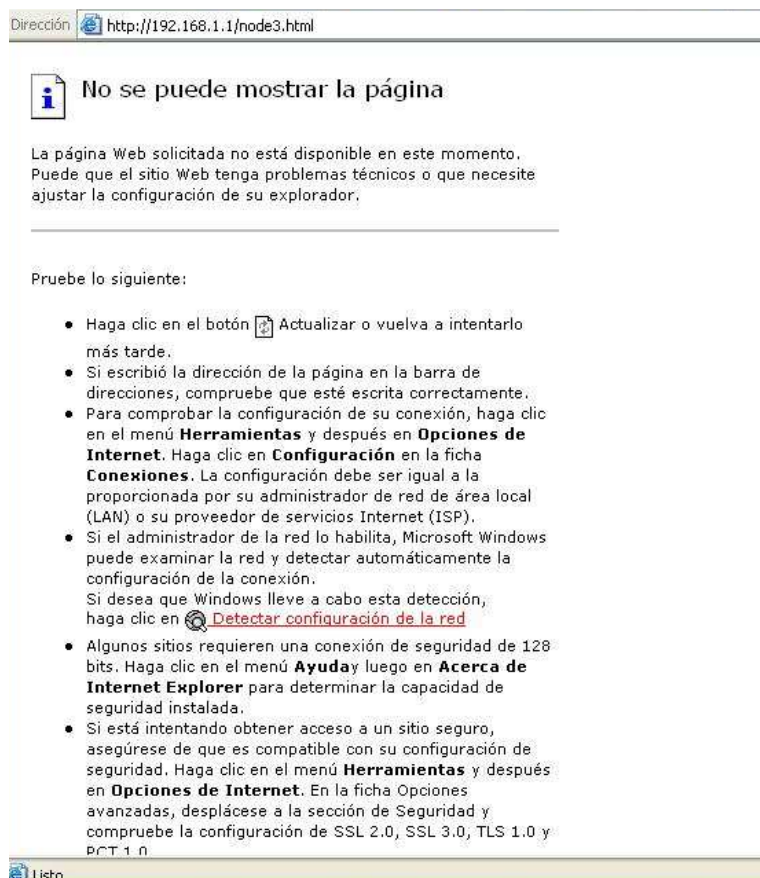 Dirección http://192.168.1.1/node3.html
No se puede mostrar la página
La página Web solicitada no está disponible en este momento.
Puede que el sitio Web tenga problemas técnicos o que necesite
ajustar la configuración de su explorador.
Pruebe lo siguiente:
Haga clic en el botón Actualizar o vuelva a intentarlo
más tarde.
Si escribió la dirección de la página en la barra de
direcciones, compruebe que esté escrita correctamente.
Para comprobar la configuración de su conexión, haga clic
en el menú Herramientas y después en Opciones de
Internet. Haga clic en Configuración en la ficha
Conexiones. La configuración debe ser igual a la
proporcionada por su administrador de red de área local
(LAN) o su proveedor de servicios Internet (ISP).
Si el administrador de la red lo habilita, Microsoft Windows
puede examinar la red y detectar automáticamente la
configuración de la conexión.
Si desea que Windows lleve a cabo esta detección,
haga clic en Detectar configuración de la red
Algunos sitios requieren una conexión de seguridad de 128
bits. Haga clic en el menú Ayuday luego en Acerca de
Internet Explorer para determinar la capacidad de
seguridad instalada.
Si está intentando obtener acceso a un sitio seguro,
asegúrese de que es compatible con su configuración de
seguridad. Haga clic en el menú Herramientas y después
en Opciones de Internet. En la ficha Opciones
avanzadas, desplácese a la sección de Seguridad y
compruebe la configuración de SSL 2.0, SSL 3.0, TLS 1.0 y
PCT 1.0
Listo